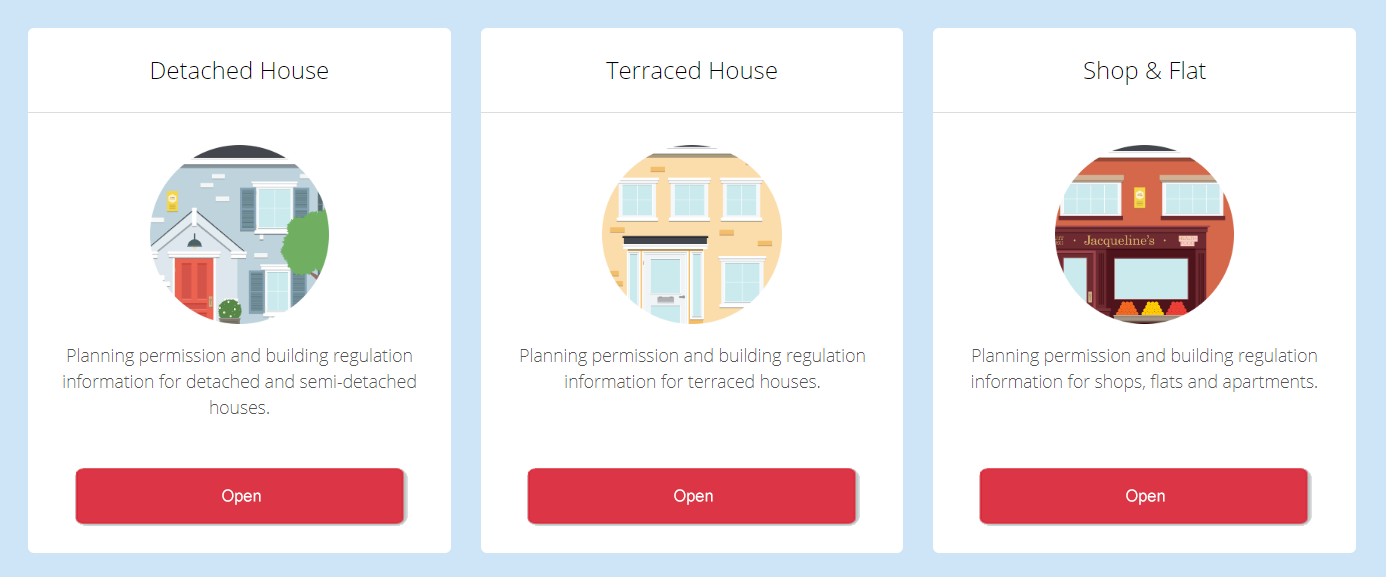 Detached House
Terraced House
Shop & Flat
Jacqueline's
Planning permission and building regulation
information for detached and semi-detached
houses.
Planning permission and building regulation
information for terraced houses.
Planning permission and building regulation
information for shops, flats and apartments.
Open
Open
Open